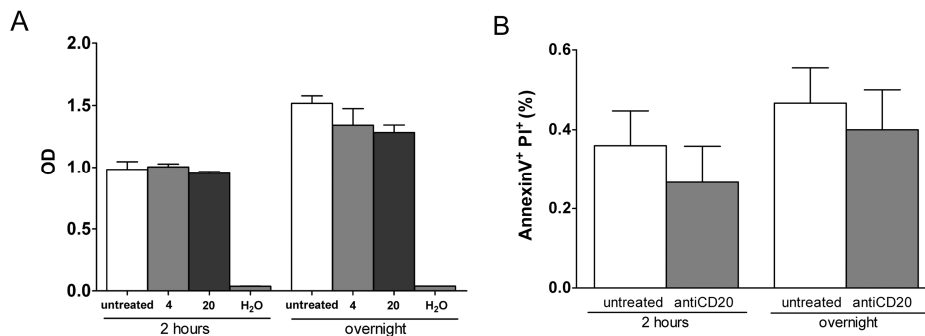 A
OD
2.0
1.5
1.0
0.5
0.0
untreated 4 20 H₂O untreated 4 20 H₂O
2 hours overnight
B
AnnexinV⁺ PI⁺ (%)
0.6
0.4
0.2
0.0
untreated antiCD20 untreated antiCD20
2 hours overnight